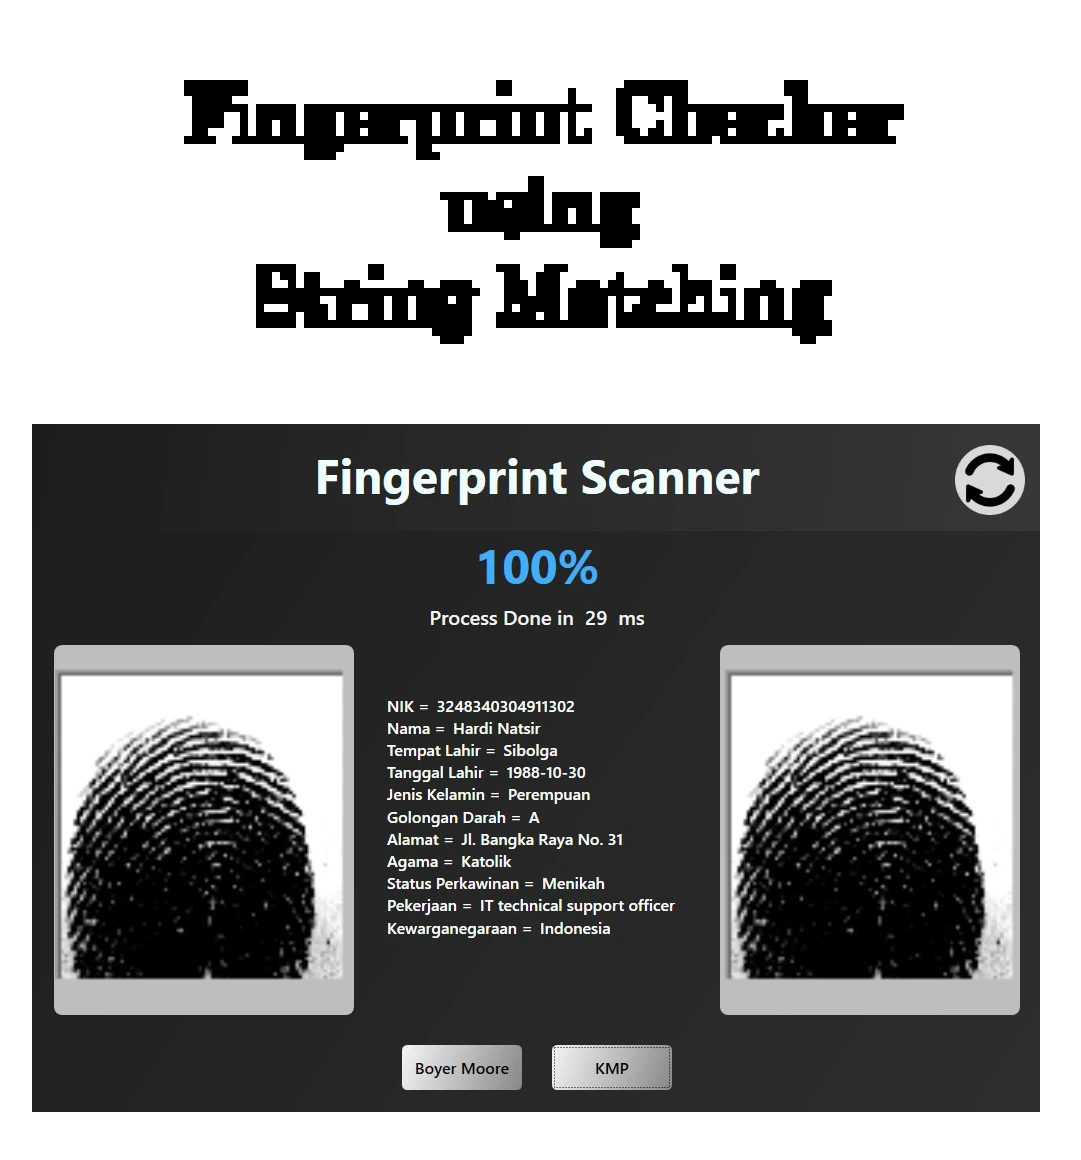 Fingerprint Checker
using
String Matching
Fingerprint Scanner
100%
Process Done in 29 ms
NIK = 3248340304911302
Nama = Hardi Natsir
Tempat Lahir = Sibolga
Tanggal Lahir = 1988-10-30
Jenis Kelamin = Perempuan
Golongan Darah = A
Alamat = Jl. Bangka Raya No. 31
Agama = Katolik
Status Perkawinan = Menikah
Pekerjaan = IT technical support officer
Kewarganegaraan = Indonesia
Boyer Moore
KMP